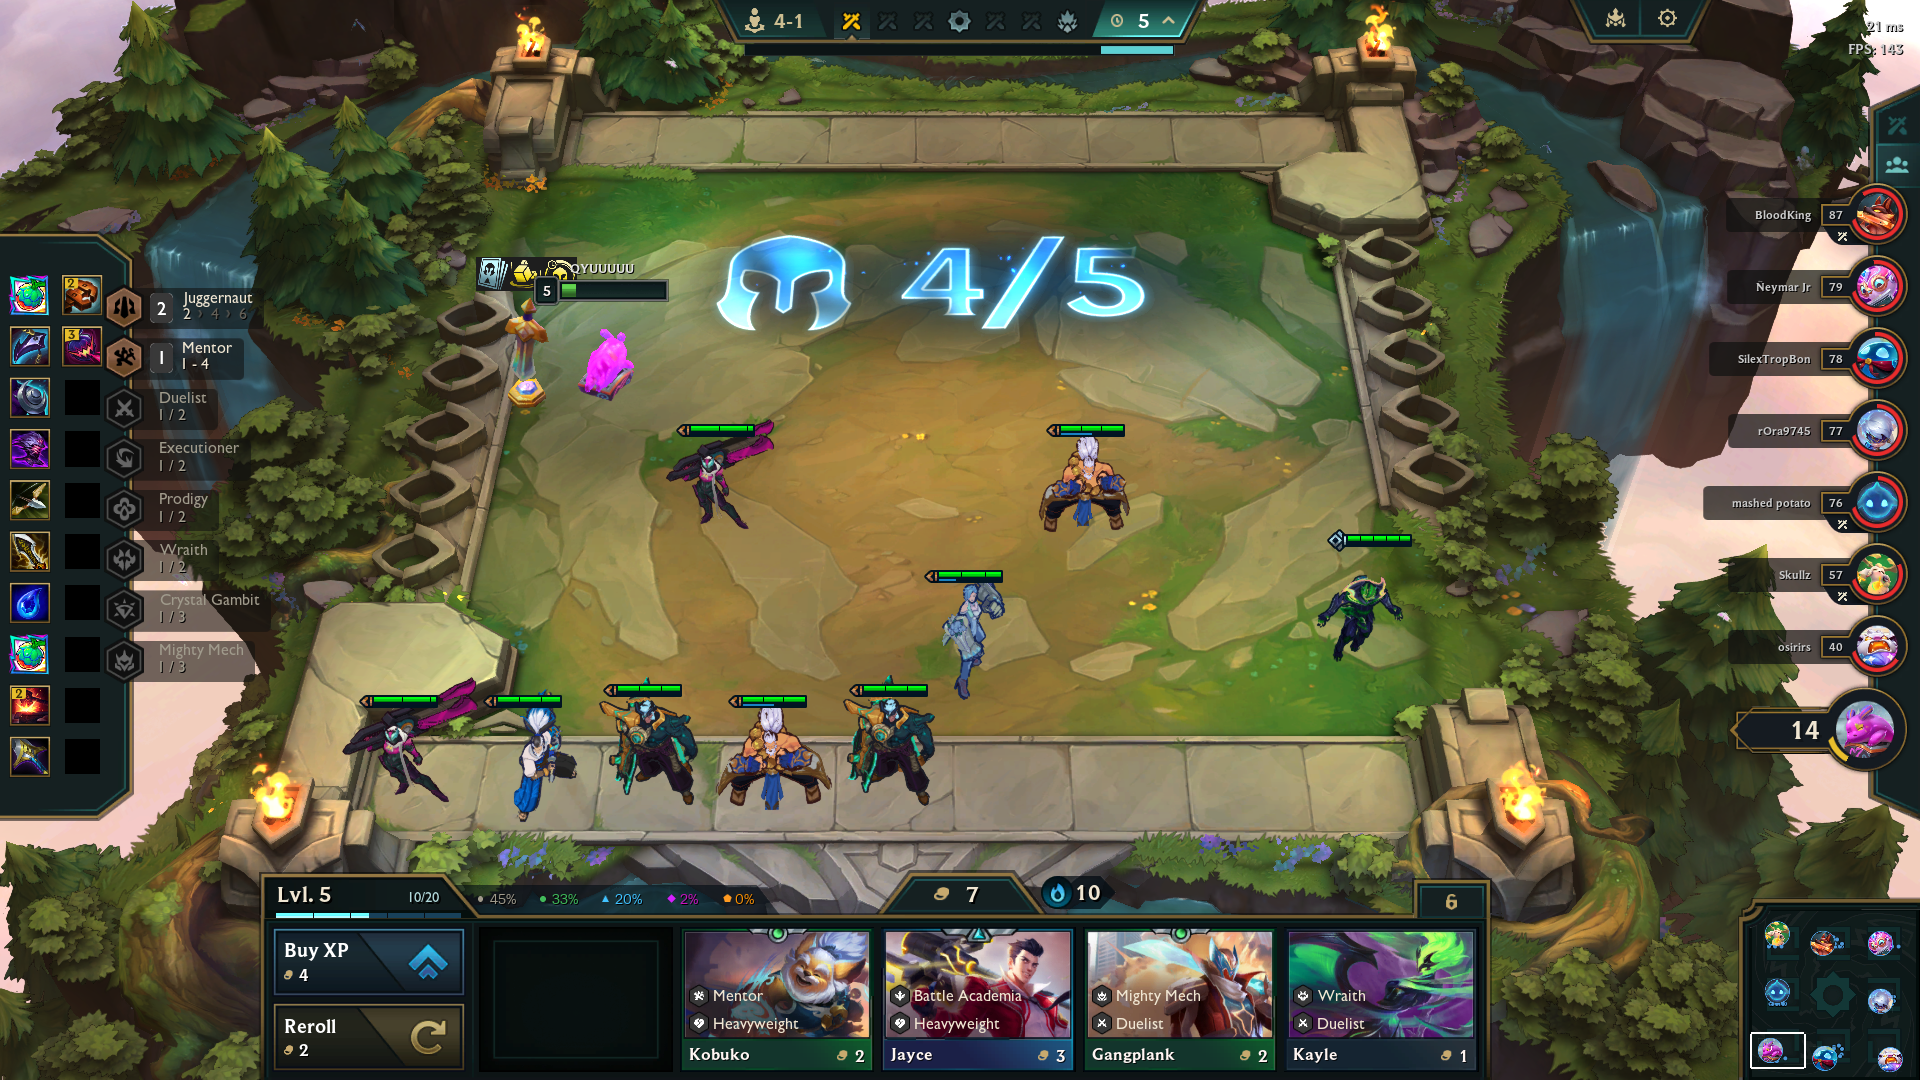 4-1
5
21 ms
FPS: 143
BloodKing
87
Neymar Jr
79
SilexTropBon
78
rOra9745
77
mashed potato
76
Skullz
57
osirirs
40
14
4/5
5
2
2
Juggernaut
2 › 4 › 6
3
1
Mentor
1 - 4
Duelist
1 / 2
Executioner
1 / 2
Prodigy
1 / 2
Wraith
1 / 2
Crystal Gambit
1 / 3
Mighty Mech
1 / 3
2
Lvl. 5
10/20
45%
33%
20%
2%
0%
7
10
6
Buy XP
4
Reroll
2
Mentor
Heavyweight
Kobuko
2
Battle Academia
Heavyweight
Jayce
3
Mighty Mech
Duelist
Gangplank
2
Wraith
Duelist
Kayle
1